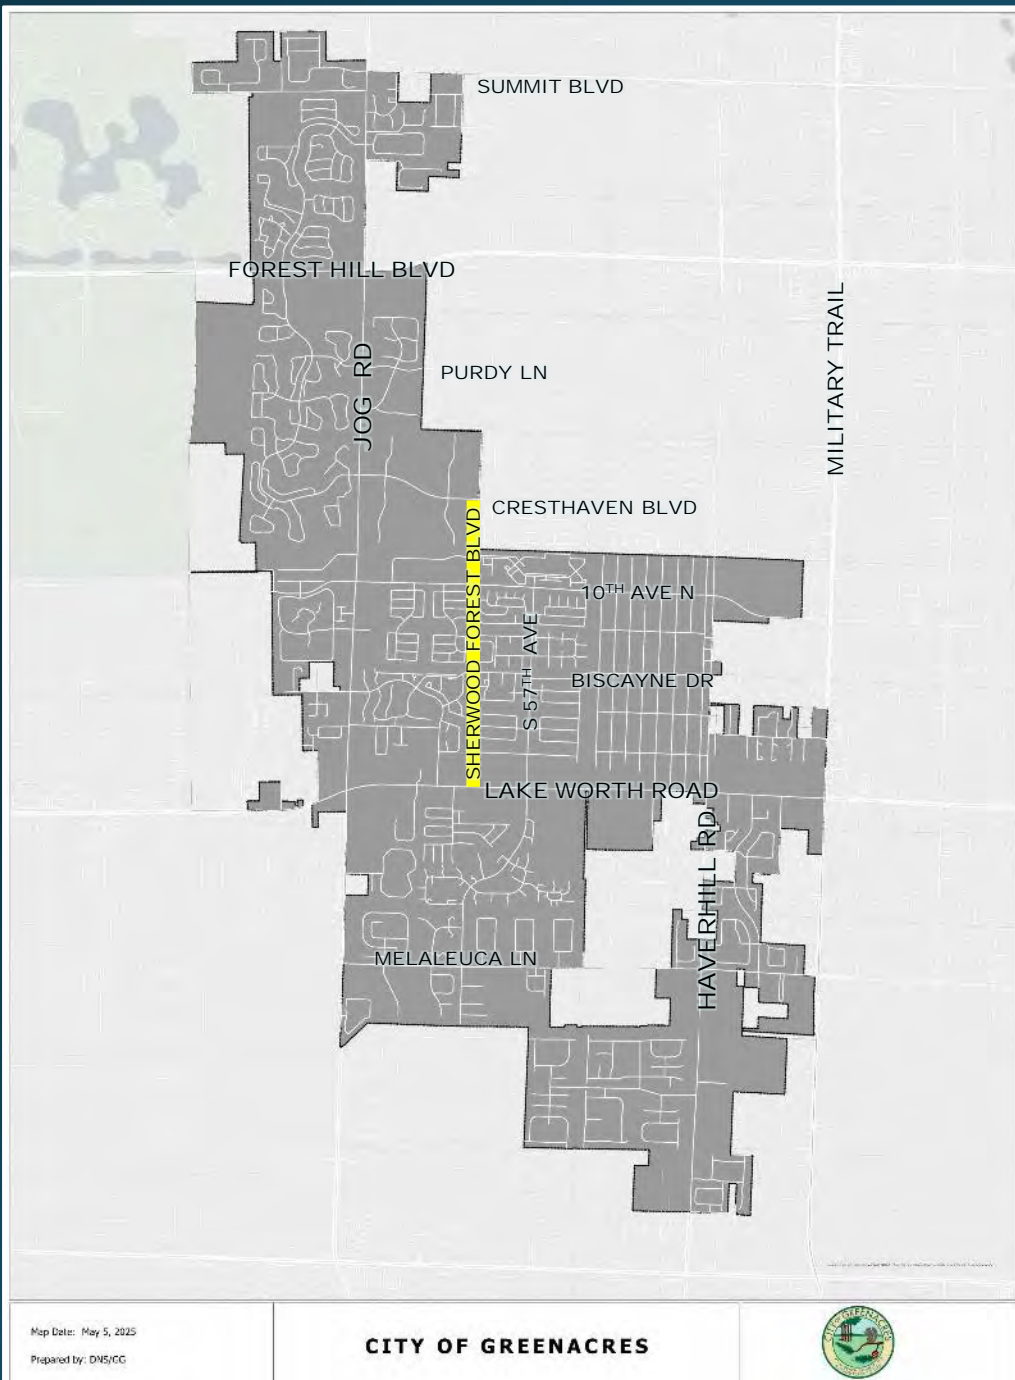 SUMMIT BLVD
FOREST HILL BLVD
MILITARY TRAIL
JOG RD
PURDY LN
CRESTHAVEN BLVD
SHERWOOD FOREST BLVD
10TH AVE N
S 57TH AVE
BISCAYNE DR
LAKE WORTH ROAD
HAVERHILL RD
MELALEUCA LN
Map Date: May 5, 2025
Prepared by: DNS/GG
CITY OF GREENACRES